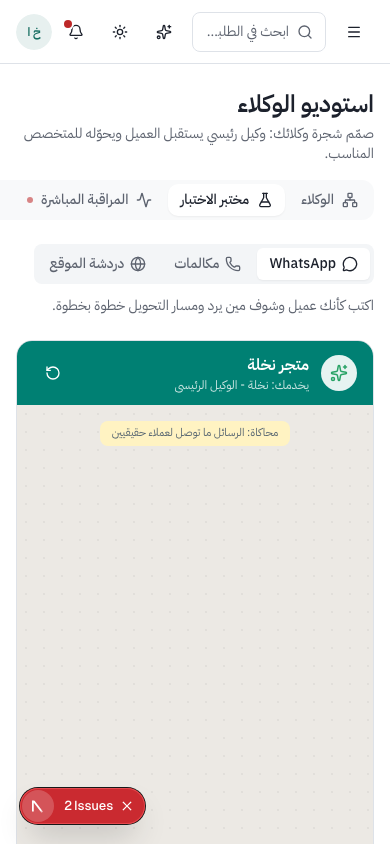 ابحث في الطلبـ...
خ ا
استوديو الوكلاء
صمّم شجرة وكلائك: وكيل رئيسي يستقبل العميل ويحوّله للمتخصص
المناسب.
الوكلاء
مختبر الاختبار
المراقبة المباشرة
WhatsApp
مكالمات
دردشة الموقع
اكتب كأنك عميل وشوف مين يرد ومسار التحويل خطوة بخطوة.
متجر نخلة
يخدمك: نخلة - الوكيل الرئيسي
محاكاة: الرسائل ما توصل لعملاء حقيقيين
2 Issues